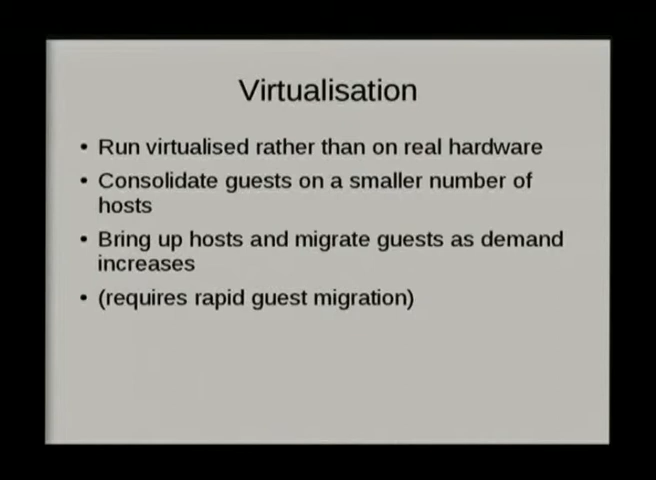 Virtualisation
• Run virtualised rather than on real hardware
• Consolidate guests on a smaller number of
hosts
• Bring up hosts and migrate guests as demand
increases
• (requires rapid guest migration)